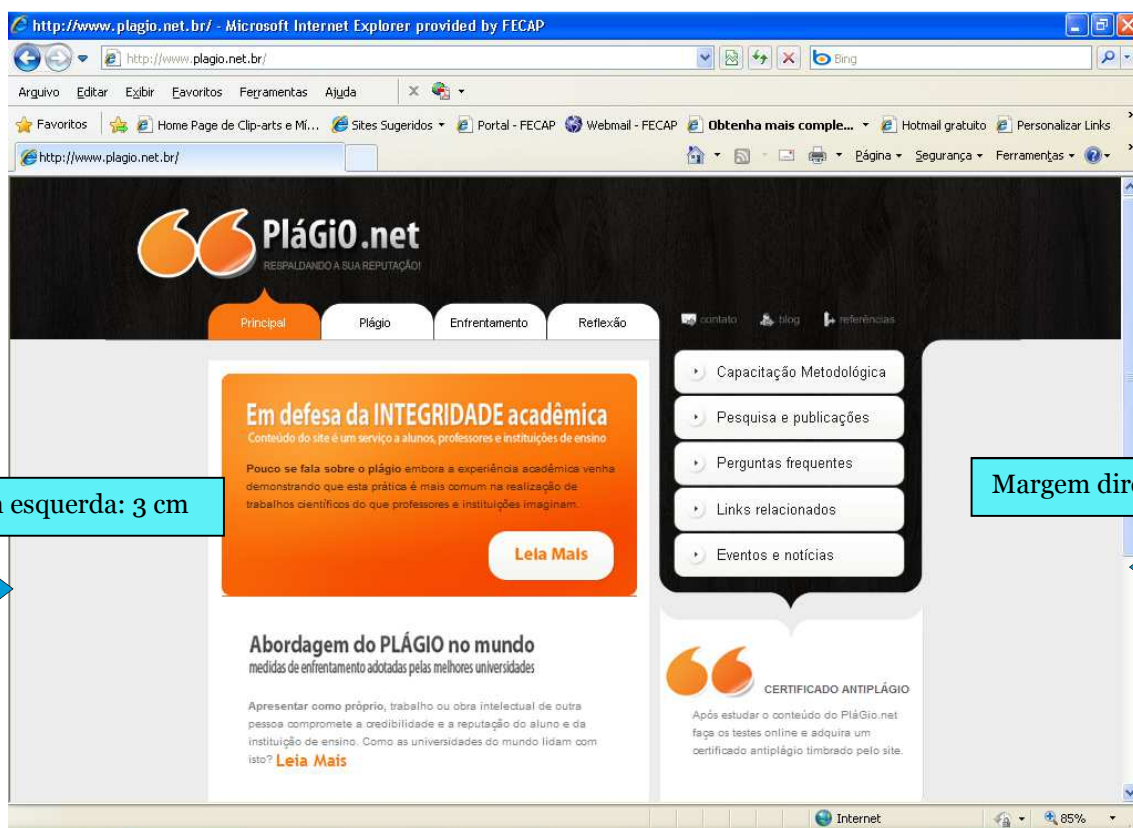 http://www.plagio.net.br/ - Microsoft Internet Explorer provided by FECAP
http://www.plagio.net.br/
Bing
Arquivo Editar Exibir Favoritos Ferramentas Ajuda
Favoritos Home Page de Clip-arts e Mí... Sites Sugeridos Portal - FECAP Webmail - FECAP Obtenha mais comple... Hotmail gratuito Personalizar Links
http://www.plagio.net.br/ Página Segurança Ferramentas
PláGiO.net
RESPALDANDO A SUA REPUTAÇÃO!
Principal Plágio Enfrentamento Reflexão contato blog referências
Em defesa da INTEGRIDADE acadêmica
Conteúdo do site é um serviço a alunos, professores e instituições de ensino
Pouco se fala sobre o plágio embora a experiência acadêmica venha
demonstrando que esta prática é mais comum na realização de
trabalhos científicos do que professores e instituições imaginam.
Leia Mais
Capacitação Metodológica
Pesquisa e publicações
Perguntas frequentes
Links relacionados
Eventos e notícias
esquerda: 3 cm
Margem
Abordagem do PLÁGIO no mundo
medidas de enfrentamento adotadas pelas melhores universidades
Apresentar como próprio, trabalho ou obra intelectual de outra
pessoa compromete a credibilidade e a reputação do aluno e da
instituição de ensino. Como as universidades do mundo lidam com
isto? Leia Mais
CERTIFICADO ANTIPLÁGIO
Após estudar o conteúdo do PláGio.net
faça os testes online e adquira um
certificado antiplágio timbrado pelo site.
Internet 85%